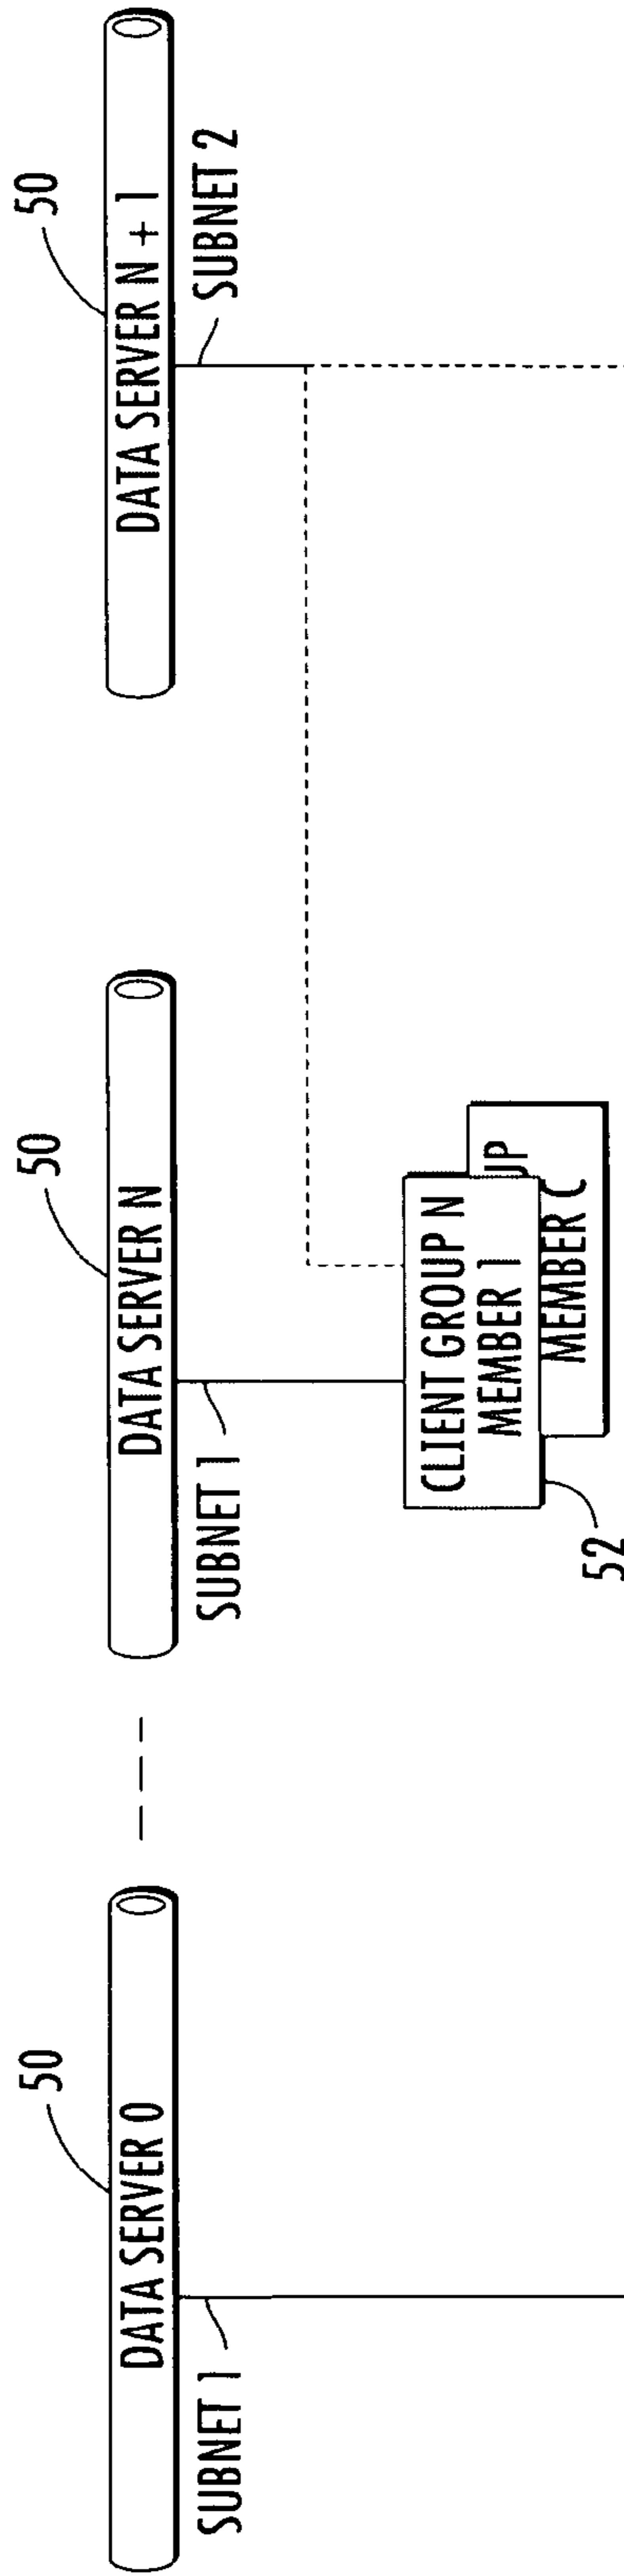 50
DATA SERVER 0
SUBNET 1
50
DATA SERVER N
SUBNET 1
50
DATA SERVER N + 1
SUBNET 2
CLIENT GROUP N
MEMBER 1
UP
MEMBER C
52